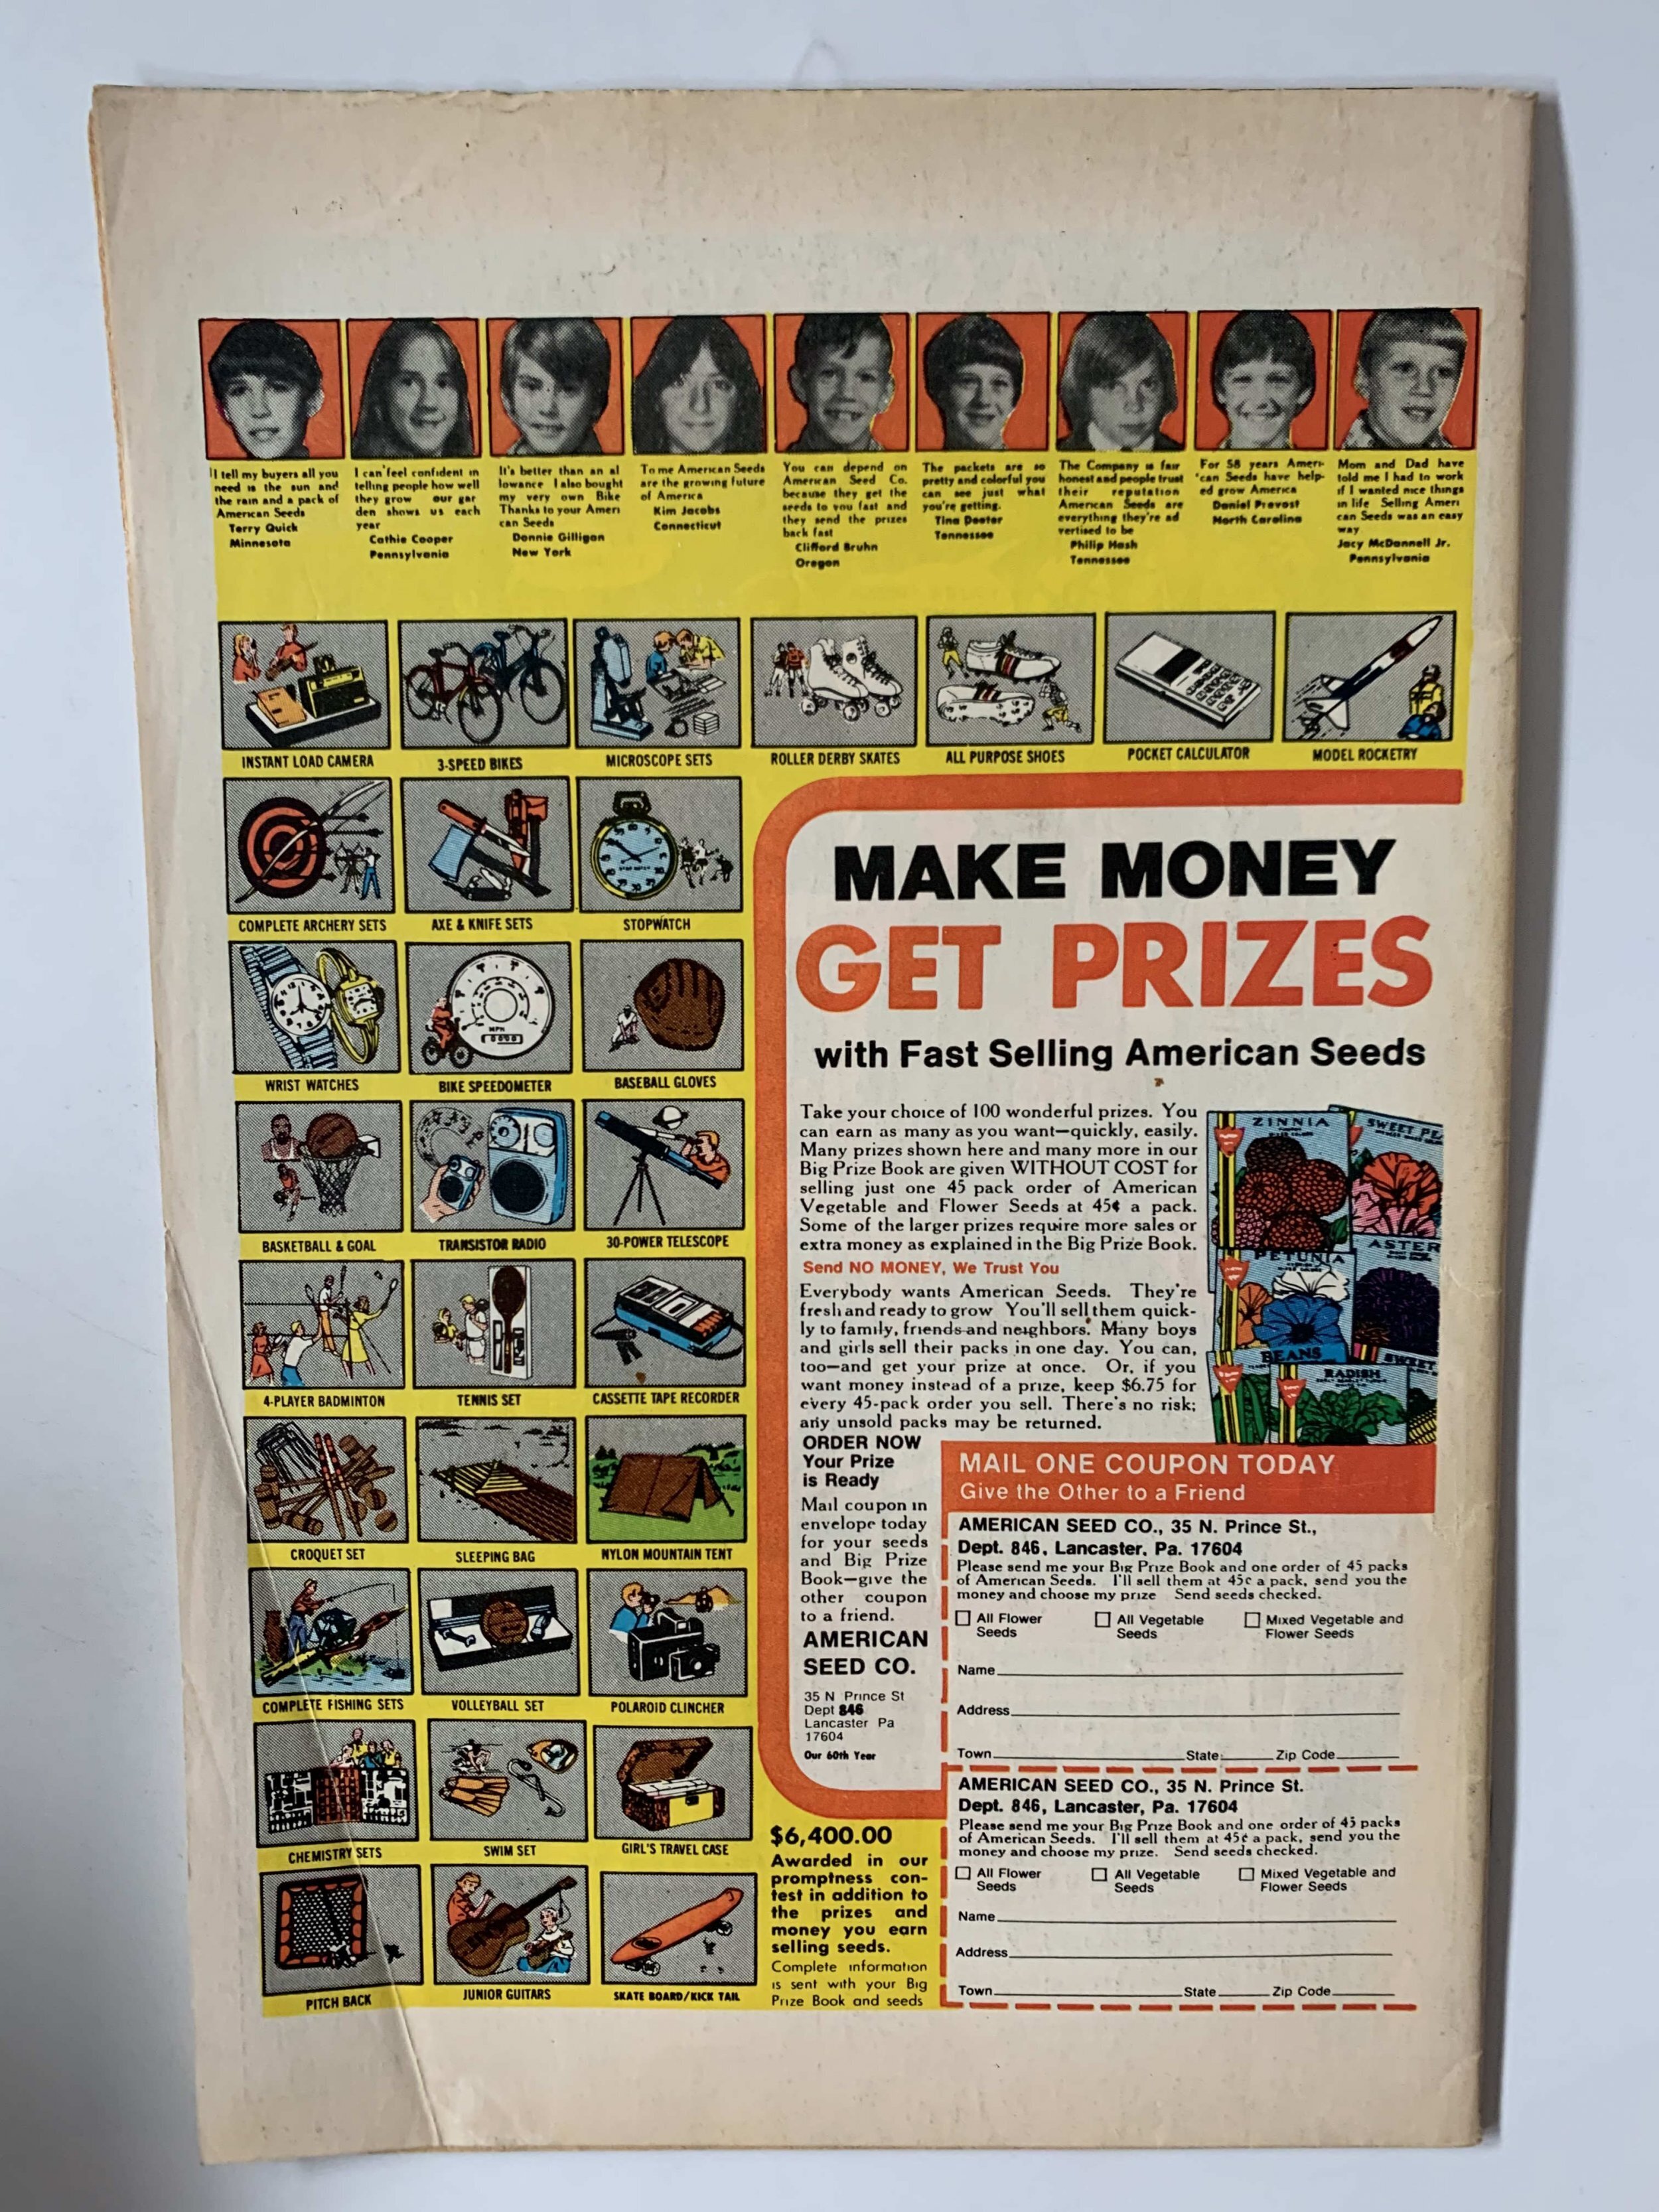 I tell my buyers all you
need is the sun and
the rain and a pack of
American Seeds
Terry Quick
Minnesota
I can feel confident in
telling people how well
they grow our gar
den shows us each
year
Cathie Cooper
Pennsylvania
It's better than an al
lowance I also bought
my very own Bike
Thanks to your Ameri
can Seeds
Donnie Gilligan
New York
To me American Seeds
are the growing future
of America
Kim Jacobs
Connecticut
You can depend on
American Seed Co.
because they get the
seeds to you fast and
they send the prizes
back fast
Clifford Bruhn
Oregon
The packets are so
pretty and colorful you
can see just what
you're getting.
Tina Deeter
Tennessee
The Company is fair
honest and people trust
their reputation
American Seeds are
everything they're ad
vertised to be
Philip Hash
Tennessee
For 58 years Ameri-
can Seeds have help-
ed grow America
Daniel Prevost
North Carolina
Mom and Dad have
told me I had to work
if I wanted nice things
in life Selling Ameri
can Seeds was an easy
way
Jacy McDannell Jr.
Pennsylvania
INSTANT LOAD CAMERA
3-SPEED BIKES
MICROSCOPE SETS
ROLLER DERBY SKATES
ALL PURPOSE SHOES
POCKET CALCULATOR
MODEL ROCKETRY
COMPLETE ARCHERY SETS
AXE & KNIFE SETS
STOPWATCH
WRIST WATCHES
MPH
BIKE SPEEDOMETER
BASEBALL GLOVES
BASKETBALL & GOAL
TRANSISTOR RADIO
30-POWER TELESCOPE
4-PLAYER BADMINTON
TENNIS SET
CASSETTE TAPE RECORDER
CROQUET SET
SLEEPING BAG
NYLON MOUNTAIN TENT
COMPLETE FISHING SETS
VOLLEYBALL SET
POLAROID CLINCHER
CHEMISTRY SETS
SWIM SET
GIRL'S TRAVEL CASE
PITCH BACK
JUNIOR GUITARS
SKATE BOARD/KICK TAIL
MAKE MONEY
GET PRIZES
with Fast Selling American Seeds
Take your choice of 100 wonderful prizes. You
can earn as many as you want—quickly, easily.
Many prizes shown here and many more in our
Big Prize Book are given WITHOUT COST for
selling just one 45 pack order of American
Vegetable and Flower Seeds at 45¢ a pack.
Some of the larger prizes require more sales or
extra money as explained in the Big Prize Book.
Send NO MONEY, We Trust You
Everybody wants American Seeds. They're
fresh and ready to grow You'll sell them quick-
ly to family, friends and neighbors. Many boys
and girls sell their packs in one day. You can,
too—and get your prize at once. Or, if you
want money instead of a prize, keep $6.75 for
every 45-pack order you sell. There's no risk;
any unsold packs may be returned.
ZINNIA
SWEET PE
PETUNIA
ASTER
BEANS
RADISH
SWEET
ORDER NOW
Your Prize
is Ready
Mail coupon in
envelope today
for your seeds
and Big Prize
Book—give the
other coupon
to a friend.
AMERICAN
SEED CO.
35 N Prince St
Dept 846
Lancaster Pa
17604
Our 60th Year
$6,400.00
Awarded in our
promptness con-
test in addition to
the prizes and
money you earn
selling seeds.
Complete information
is sent with your Big
Prize Book and seeds
MAIL ONE COUPON TODAY
Give the Other to a Friend
AMERICAN SEED CO., 35 N. Prince St.,
Dept. 846, Lancaster, Pa. 17604
Please send me your Big Prize Book and one order of 45 packs
of American Seeds. I'll sell them at 45¢ a pack, send you the
money and choose my prize Send seeds checked.
All Flower Seeds
All Vegetable Seeds
Mixed Vegetable and Flower Seeds
Name
Address
Town State Zip Code
AMERICAN SEED CO., 35 N. Prince St.
Dept. 846, Lancaster, Pa. 17604
Please send me your Big Prize Book and one order of 45 packs
of American Seeds. I'll sell them at 45¢ a pack, send you the
money and choose my prize. Send seeds checked.
All Flower Seeds
All Vegetable Seeds
Mixed Vegetable and Flower Seeds
Name
Address
Town State Zip Code